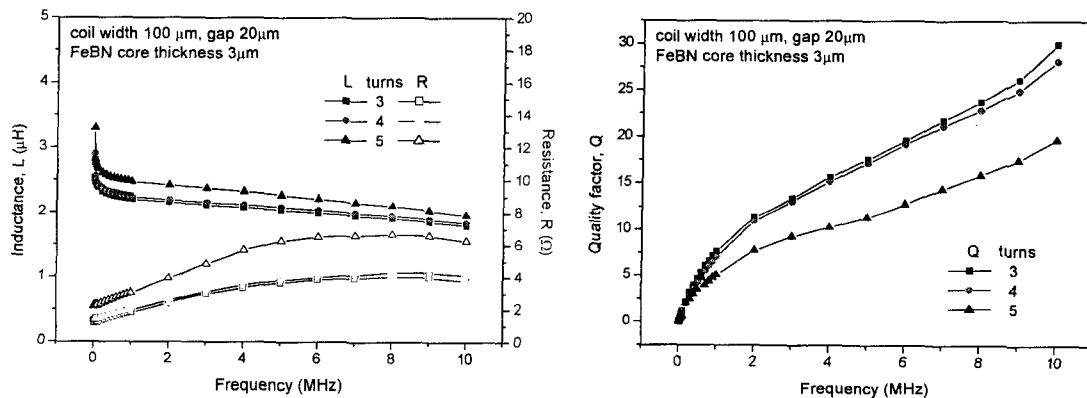 coil width 100 μm, gap 20μm
FeBN core thickness 3μm
L turns R
3
4
5
Inductance, L (μH)
5
4
3
2
1
0
Resistance, R (Ω)
20
18
16
14
12
10
8
6
4
2
0
0 2 4 6 8 10
Frequency (MHz)
coil width 100 μm, gap 20μm
FeBN core thickness 3μm
Quality factor, Q
30
25
20
15
10
5
0
Q turns
3
4
5
0 2 4 6 8 10
Frequency (MHz)